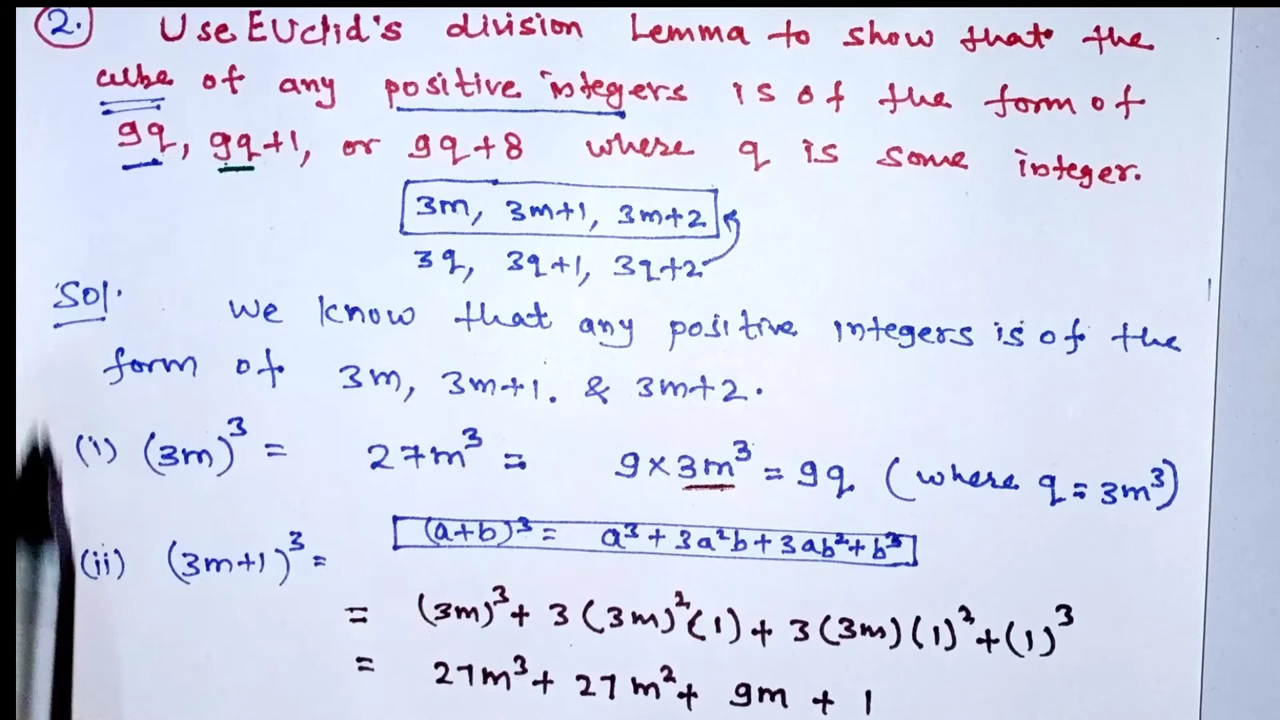 2. Use Euclid's division Lemma to show that the
cube of any positive integers is of the form of
9q, 9q+1, or 9q+8 where q is some integer.
3m, 3m+1, 3m+2
3q, 3q+1, 3q+2
Sol. We know that any positive integers is of the
form of 3m, 3m+1. & 3m+2.
(i) (3m)³ = 27m³ = 9×3m³ = 9q (where q = 3m³)
(a+b)³ = a³+3a²b+3ab²+b³
(ii) (3m+1)³ =
= (3m)³+3(3m)²(1)+3(3m)(1)²+(1)³
= 27m³+27m²+9m+1